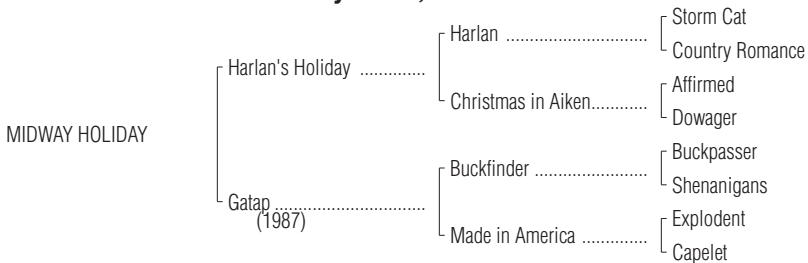 Storm Cat
Harlan ................................
Country Romance
Harlan's Holiday ..............
Affirmed
Christmas in Aiken.............
Dowager
MIDWAY HOLIDAY
Buckpasser
Buckfinder ..........................
Shenanigans
Gatap ..................................
(1987)
Explodent
Made in America ...............
Capelet